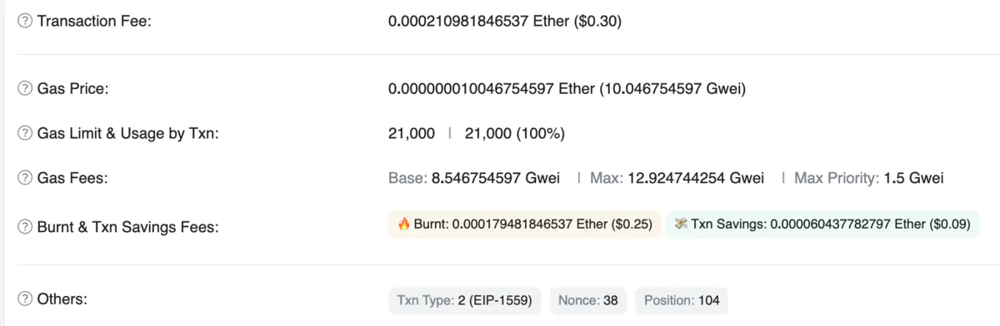 Transaction Fee: 0.000210981846537 Ether ($0.30)
Gas Price: 0.000000010046754597 Ether (10.046754597 Gwei)
Gas Limit & Usage by Txn: 21,000 | 21,000 (100%)
Gas Fees: Base: 8.546754597 Gwei | Max: 12.924744254 Gwei | Max Priority: 1.5 Gwei
Burnt & Txn Savings Fees: 🔥 Burnt: 0.000179481846537 Ether ($0.25) 💸 Txn Savings: 0.000060437782797 Ether ($0.09)
Others: Txn Type: 2 (EIP-1559) Nonce: 38 Position: 104